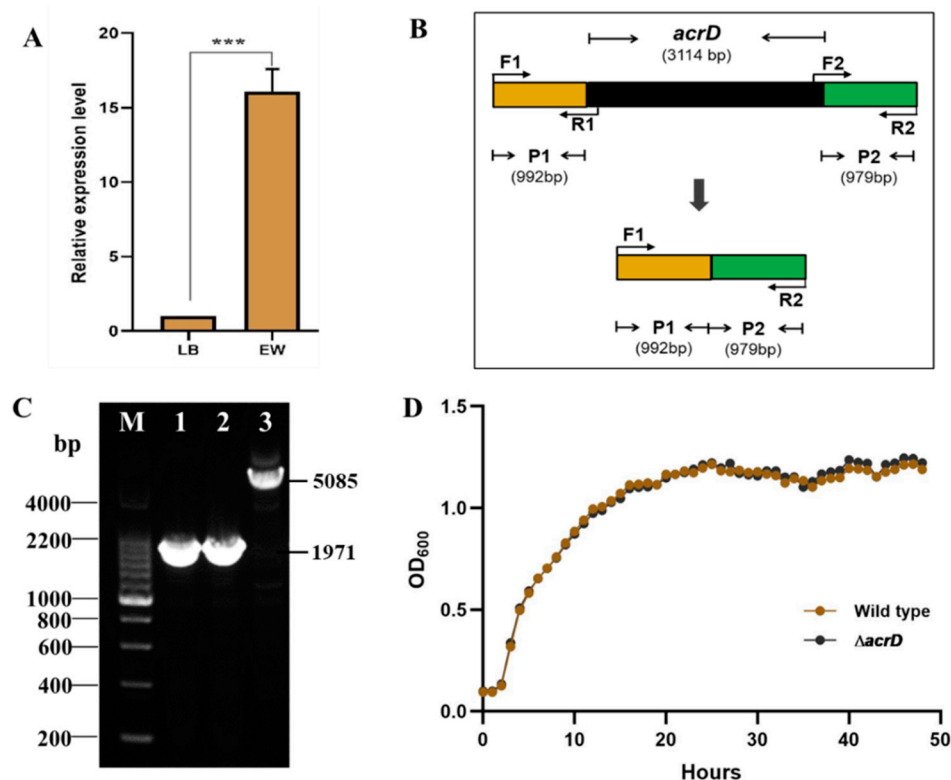 A
Relative expression level
20
15
10
5
0
***
LB
EW
B
acrD
(3114 bp)
F1
F2
R1
R2
P1
(992bp)
P2
(979bp)
F1
R2
P1
P2
(992bp)
(979bp)
C
M 1 2 3
bp
4000
2200
1000
800
600
400
200
5085
1971
D
OD600
1.5
1.0
0.5
0.0
Wild type
ΔacrD
0 10 20 30 40 50
Hours